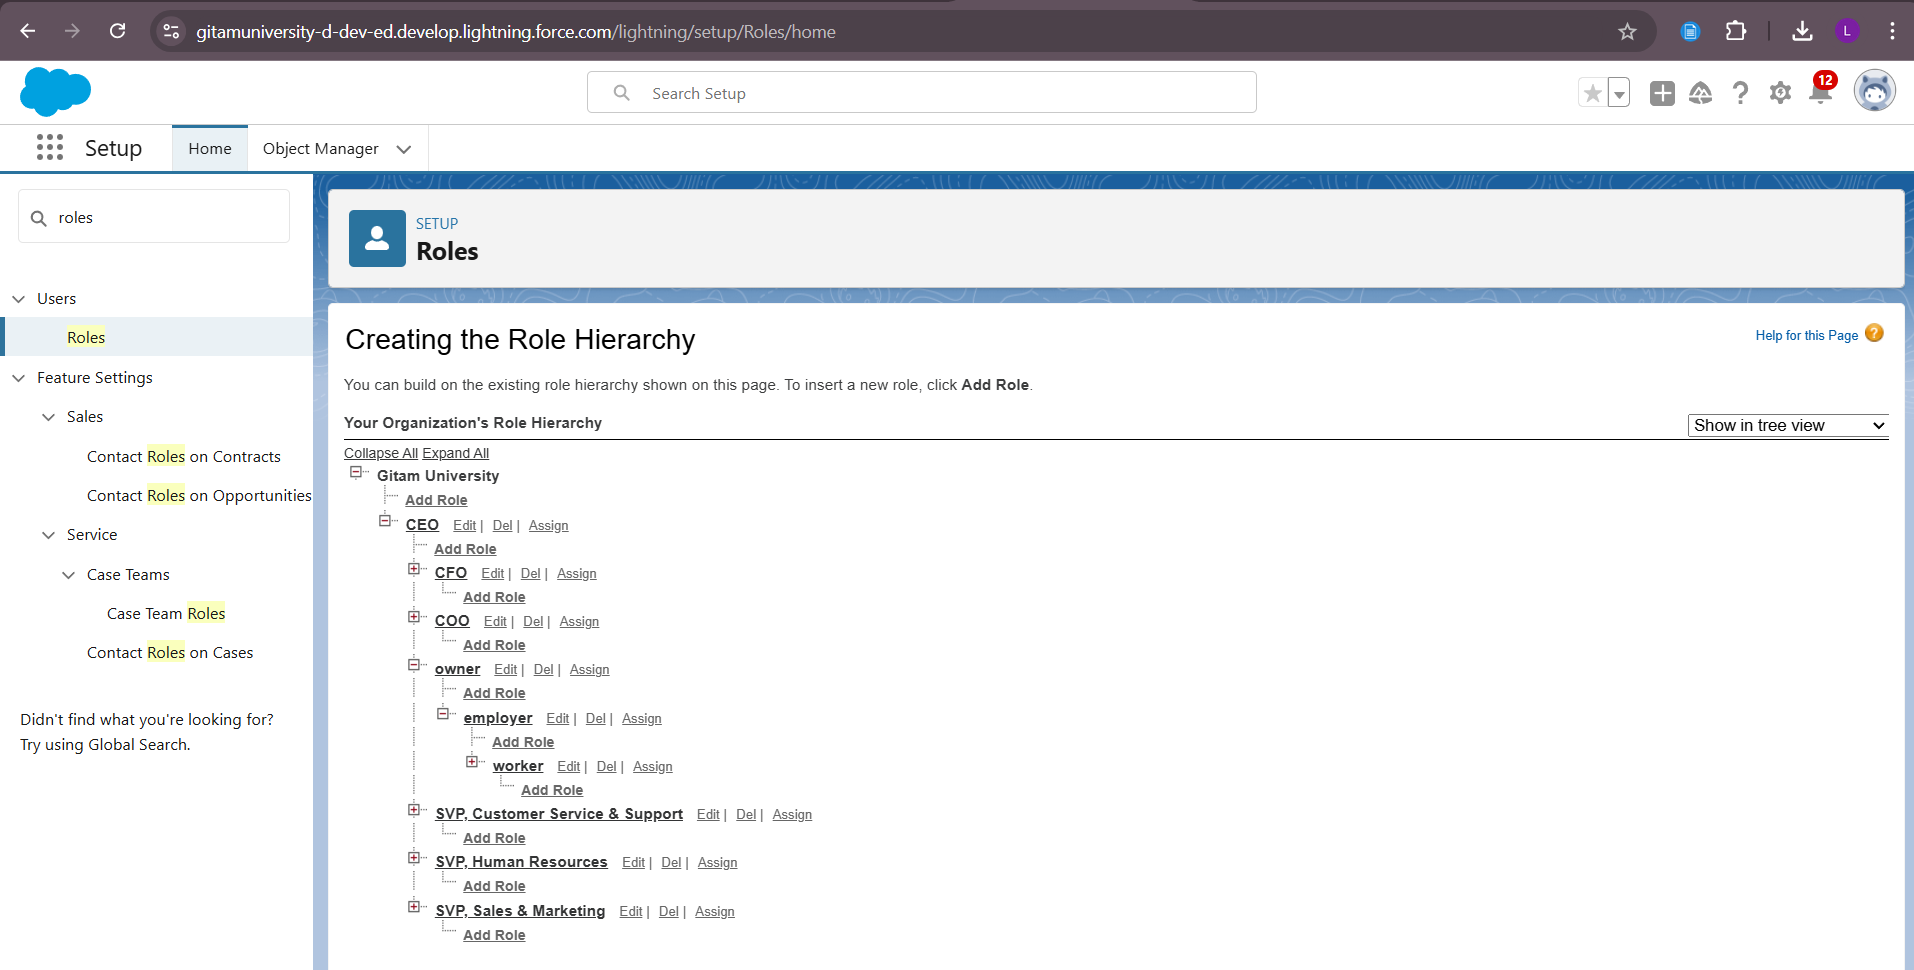 gitamuniversity-d-dev-ed.develop.lightning.force.com/lightning/setup/Roles/home
L
Search Setup
12
Setup
Home
Object Manager
roles
Users
Roles
Feature Settings
Sales
Contact Roles on Contracts
Contact Roles on Opportunities
Service
Case Teams
Case Team Roles
Contact Roles on Cases
Didn't find what you're looking for?
Try using Global Search.
SETUP
Roles
Creating the Role Hierarchy
Help for this Page ?
You can build on the existing role hierarchy shown on this page. To insert a new role, click Add Role.
Your Organization's Role Hierarchy
Show in tree view
Collapse All Expand All
Gitam University
Add Role
CEO Edit | Del | Assign
Add Role
CFO Edit | Del | Assign
Add Role
COO Edit | Del | Assign
Add Role
owner Edit | Del | Assign
Add Role
employer Edit | Del | Assign
Add Role
worker Edit | Del | Assign
Add Role
SVP, Customer Service & Support Edit | Del | Assign
Add Role
SVP, Human Resources Edit | Del | Assign
Add Role
SVP, Sales & Marketing Edit | Del | Assign
Add Role